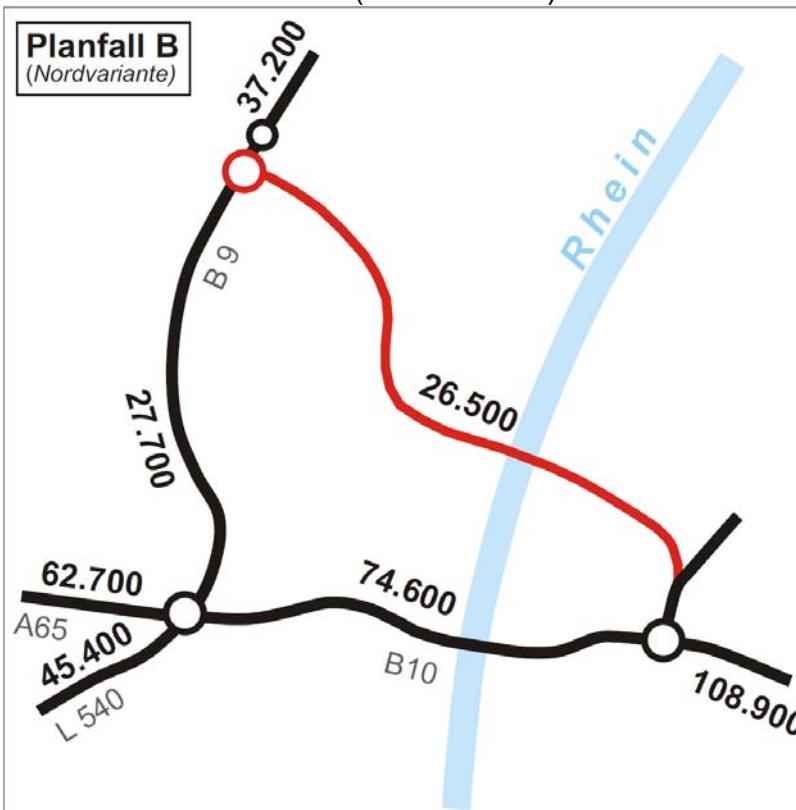 Planfall B
(Nordvariante)
37.200
Rhein
B 9
26.500
27.700
62.700
74.600
A65
45.400
B10
L 540
108.900